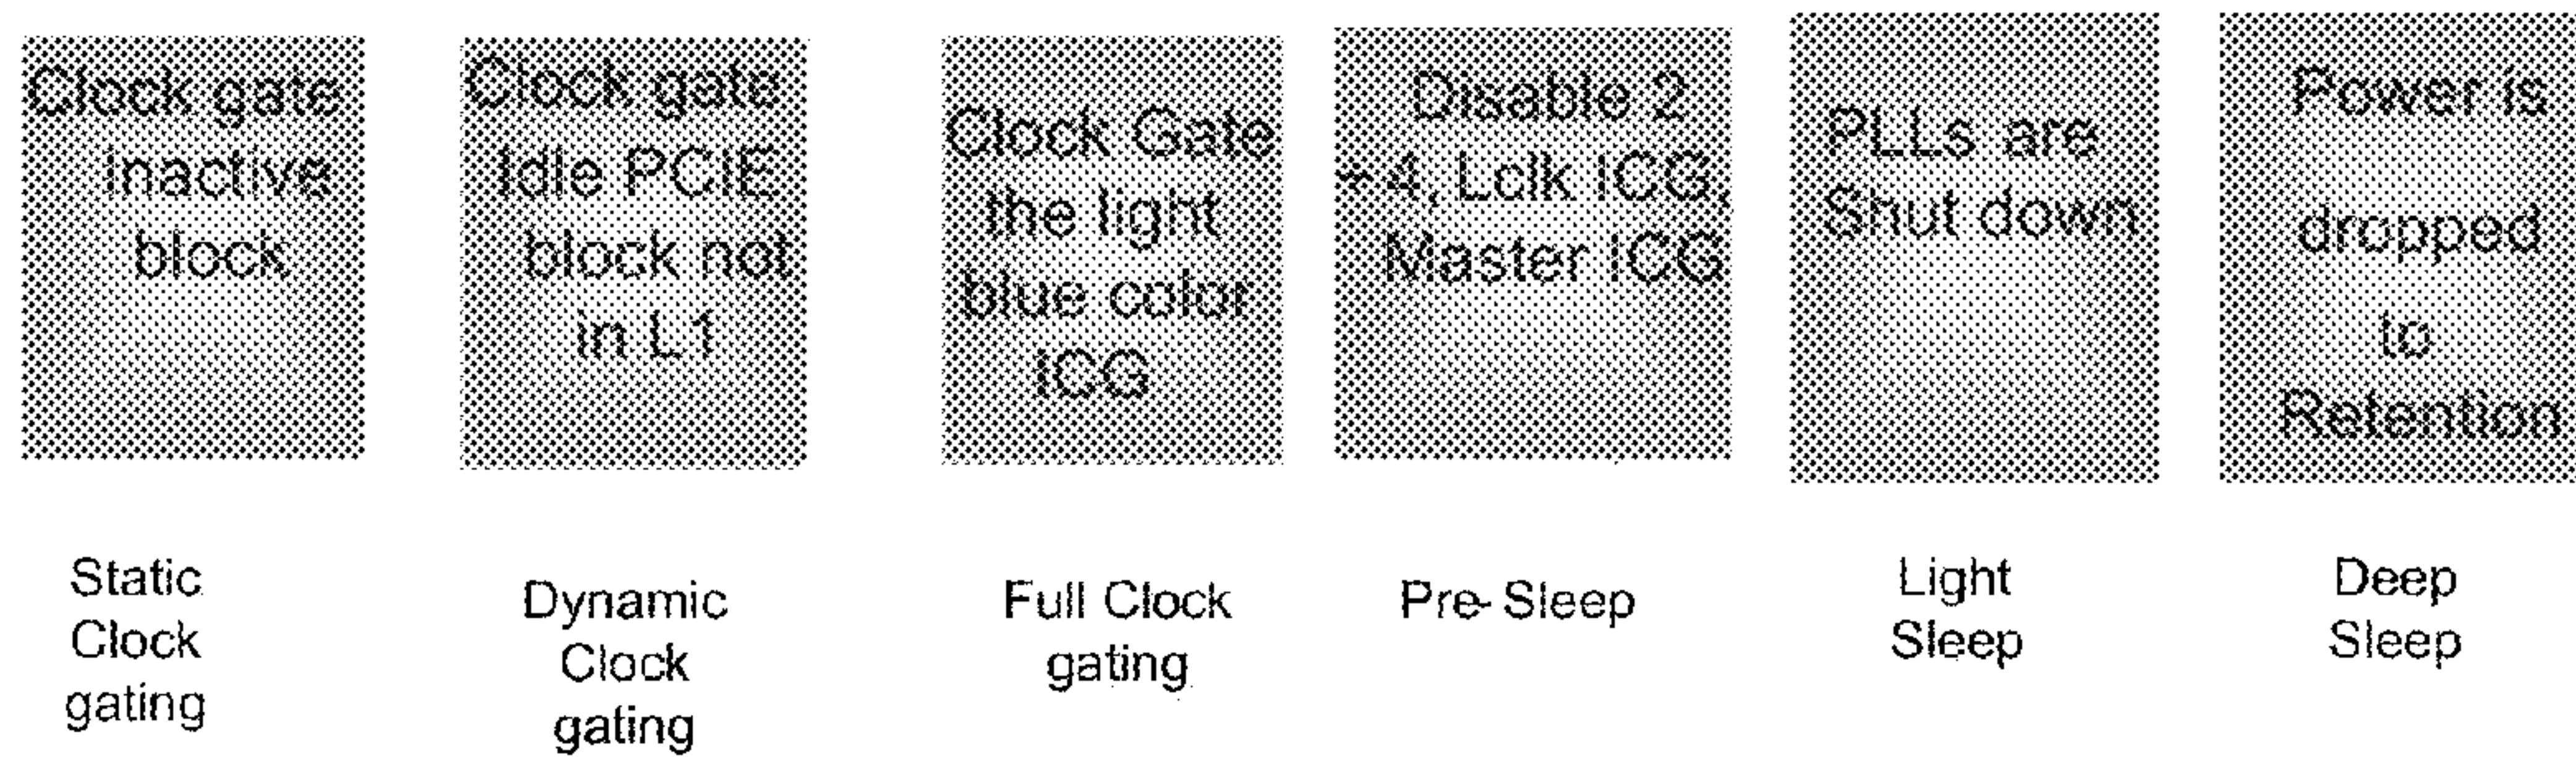 Clock gate
inactive
block
Clock gate
Idle PCIE
block not
in L1
Clock Gate
the light
blue color
ICG
Disable 2
÷4, Lclk ICG,
Master ICG
PLLs are
Shut down
Power is
dropped
to
Retention
Static
Clock
gating
Dynamic
Clock
gating
Full Clock
gating
Pre-Sleep
Light
Sleep
Deep
Sleep